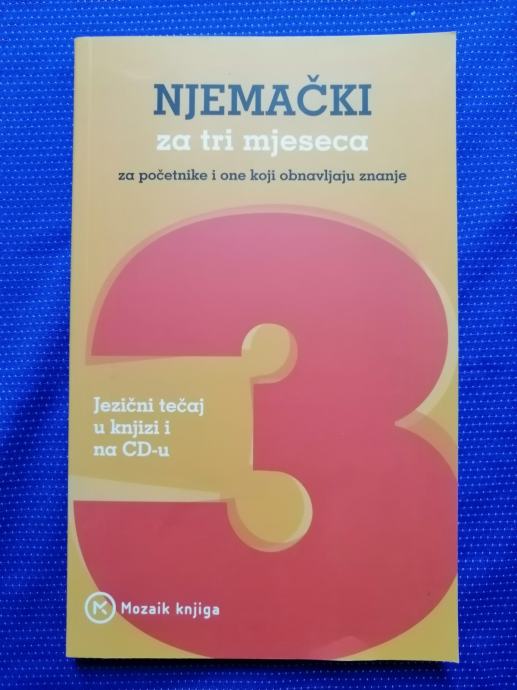 NJEMAČKI
za tri mjeseca
za početnike i one koji obnavljaju znanje
3
Jezični tečaj
u knjizi i
na CD-u
Mozaik knjiga